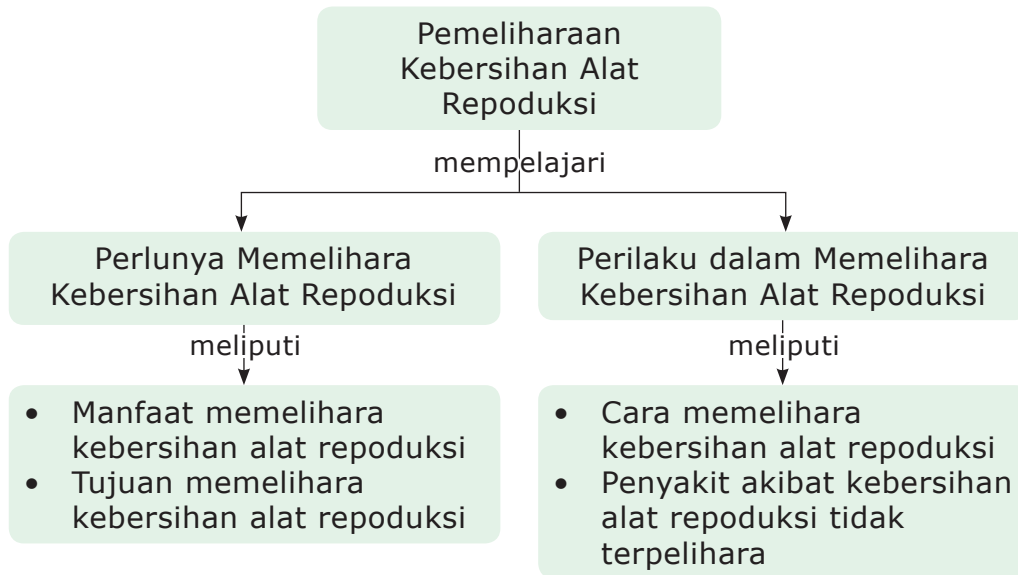 Pemeliharaan
Kebersihan Alat
Repoduksi
mempelajari
Perlunya Memelihara
Kebersihan Alat Repoduksi
meliputi
• Manfaat memelihara
kebersihan alat repoduksi
• Tujuan memelihara
kebersihan alat repoduksi
Perilaku dalam Memelihara
Kebersihan Alat Repoduksi
meliputi
• Cara memelihara
kebersihan alat repoduksi
• Penyakit akibat kebersihan
alat repoduksi tidak
terpelihara